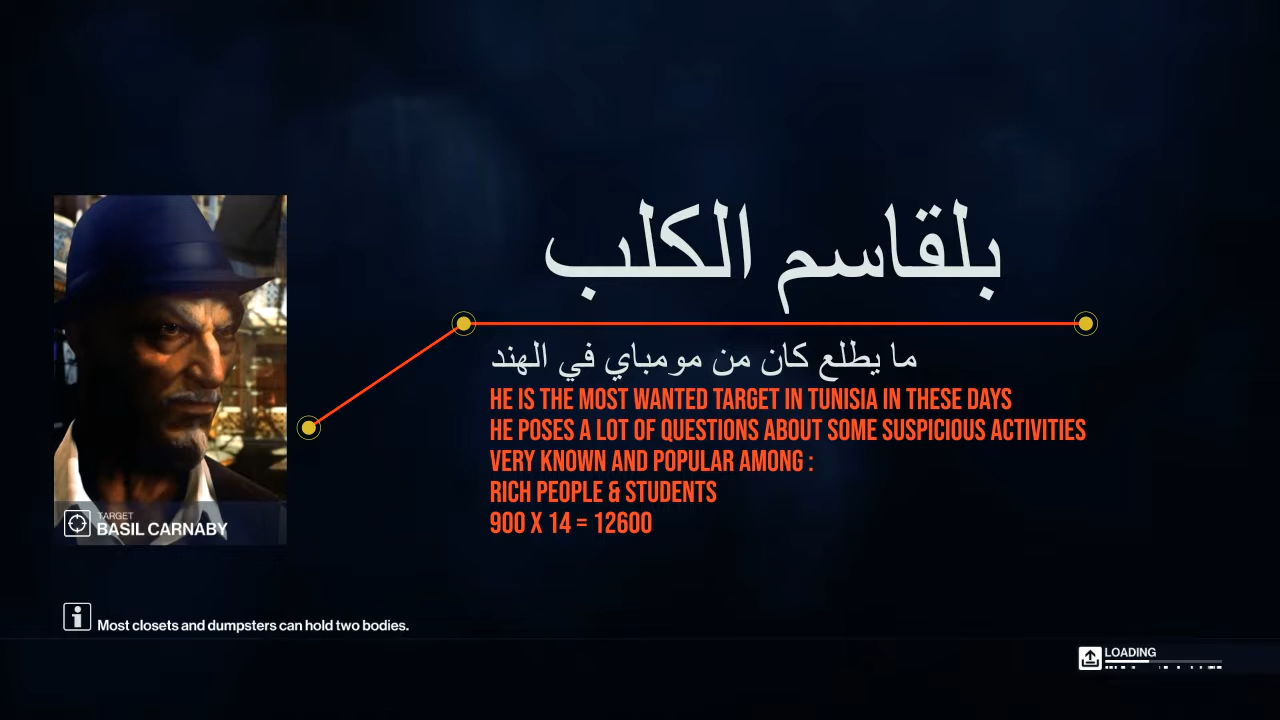 بلقاسم الكلب
ما يطلع كان من مومباي في الهند
HE IS THE MOST WANTED TARGET IN TUNISIA IN THESE DAYS
HE POSES A LOT OF QUESTIONS ABOUT SOME SUSPICIOUS ACTIVITIES
VERY KNOWN AND POPULAR AMONG :
RICH PEOPLE & STUDENTS
900 X 14 = 12600
TARGET
BASIL CARNABY
Most closets and dumpsters can hold two bodies.
LOADING